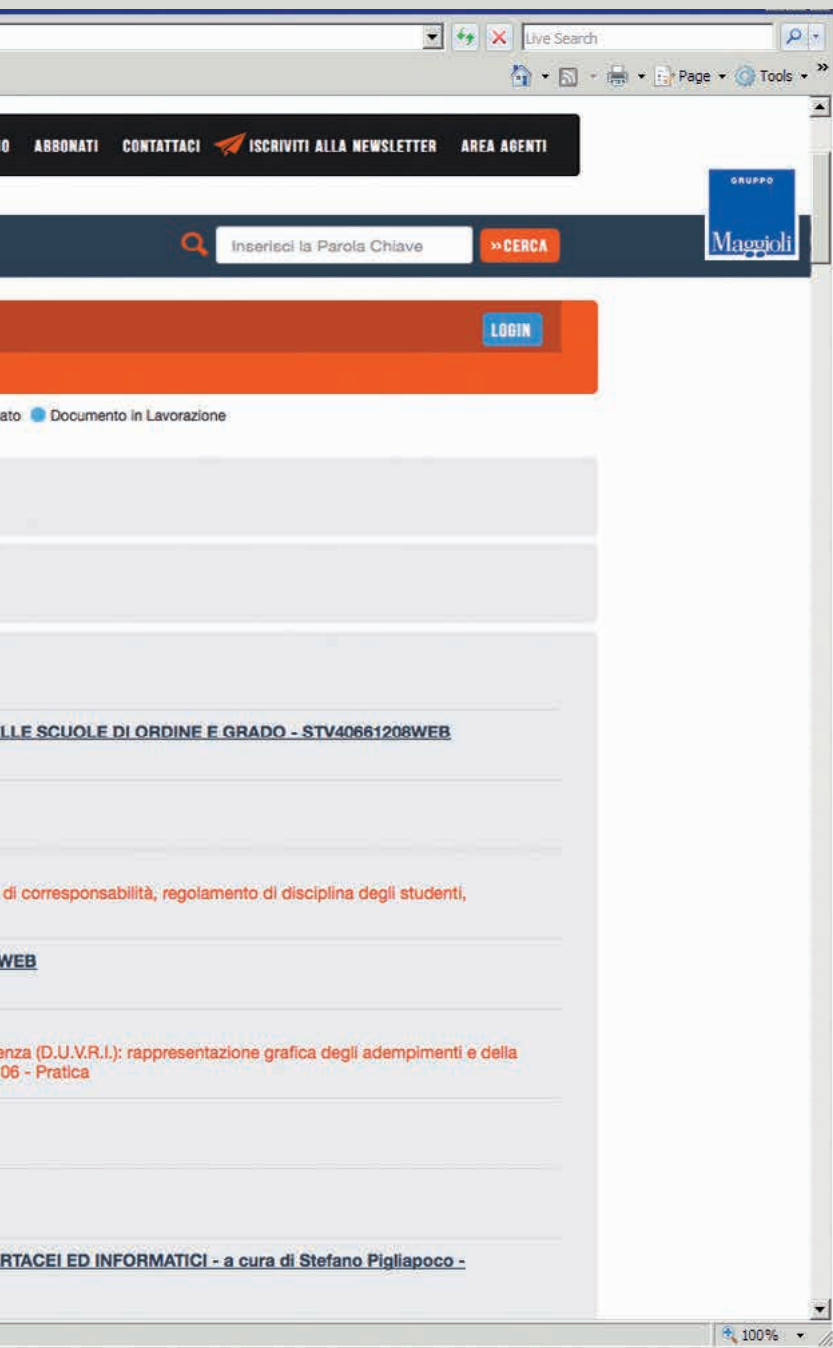 Live Search
Page Tools »
IO ABBONATI CONTATTACI ISCRIVITI ALLA NEWSLETTER AREA AGENTI
GRUPPO
Maggioli
Inserisci la Parola Chiave »CERCA
LOGIN
ato Documento in Lavorazione
LLE SCUOLE DI ORDINE E GRADO - STV40661208WEB
di corresponsabilità, regolamento di disciplina degli studenti,
WEB
enza (D.U.V.R.I.): rappresentazione grafica degli adempimenti e della
06 - Pratica
RTACEI ED INFORMATICI - a cura di Stefano Pigliapoco -
100%